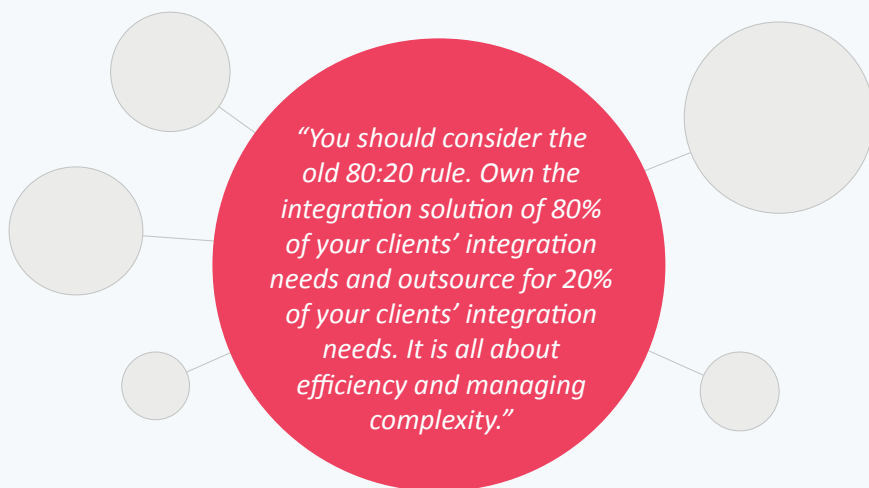 “You should consider the
old 80:20 rule. Own the
integration solution of 80%
of your clients’ integration
needs and outsource for 20%
of your clients’ integration
needs. It is all about
efficiency and managing
complexity.”